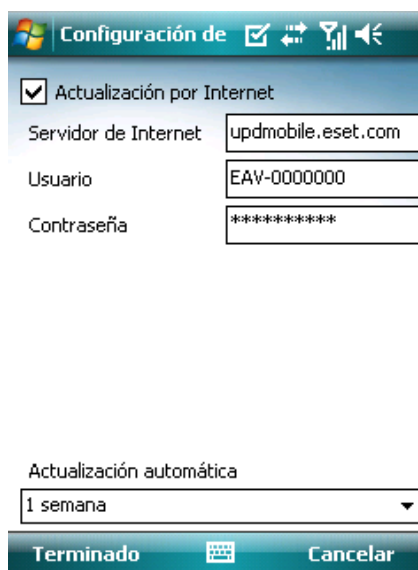 Configuración de
Actualización por Internet
Servidor de Internet updmobile.eset.com
Usuario EAV-0000000
Contraseña **********
Actualización automática
1 semana
Terminado Cancelar